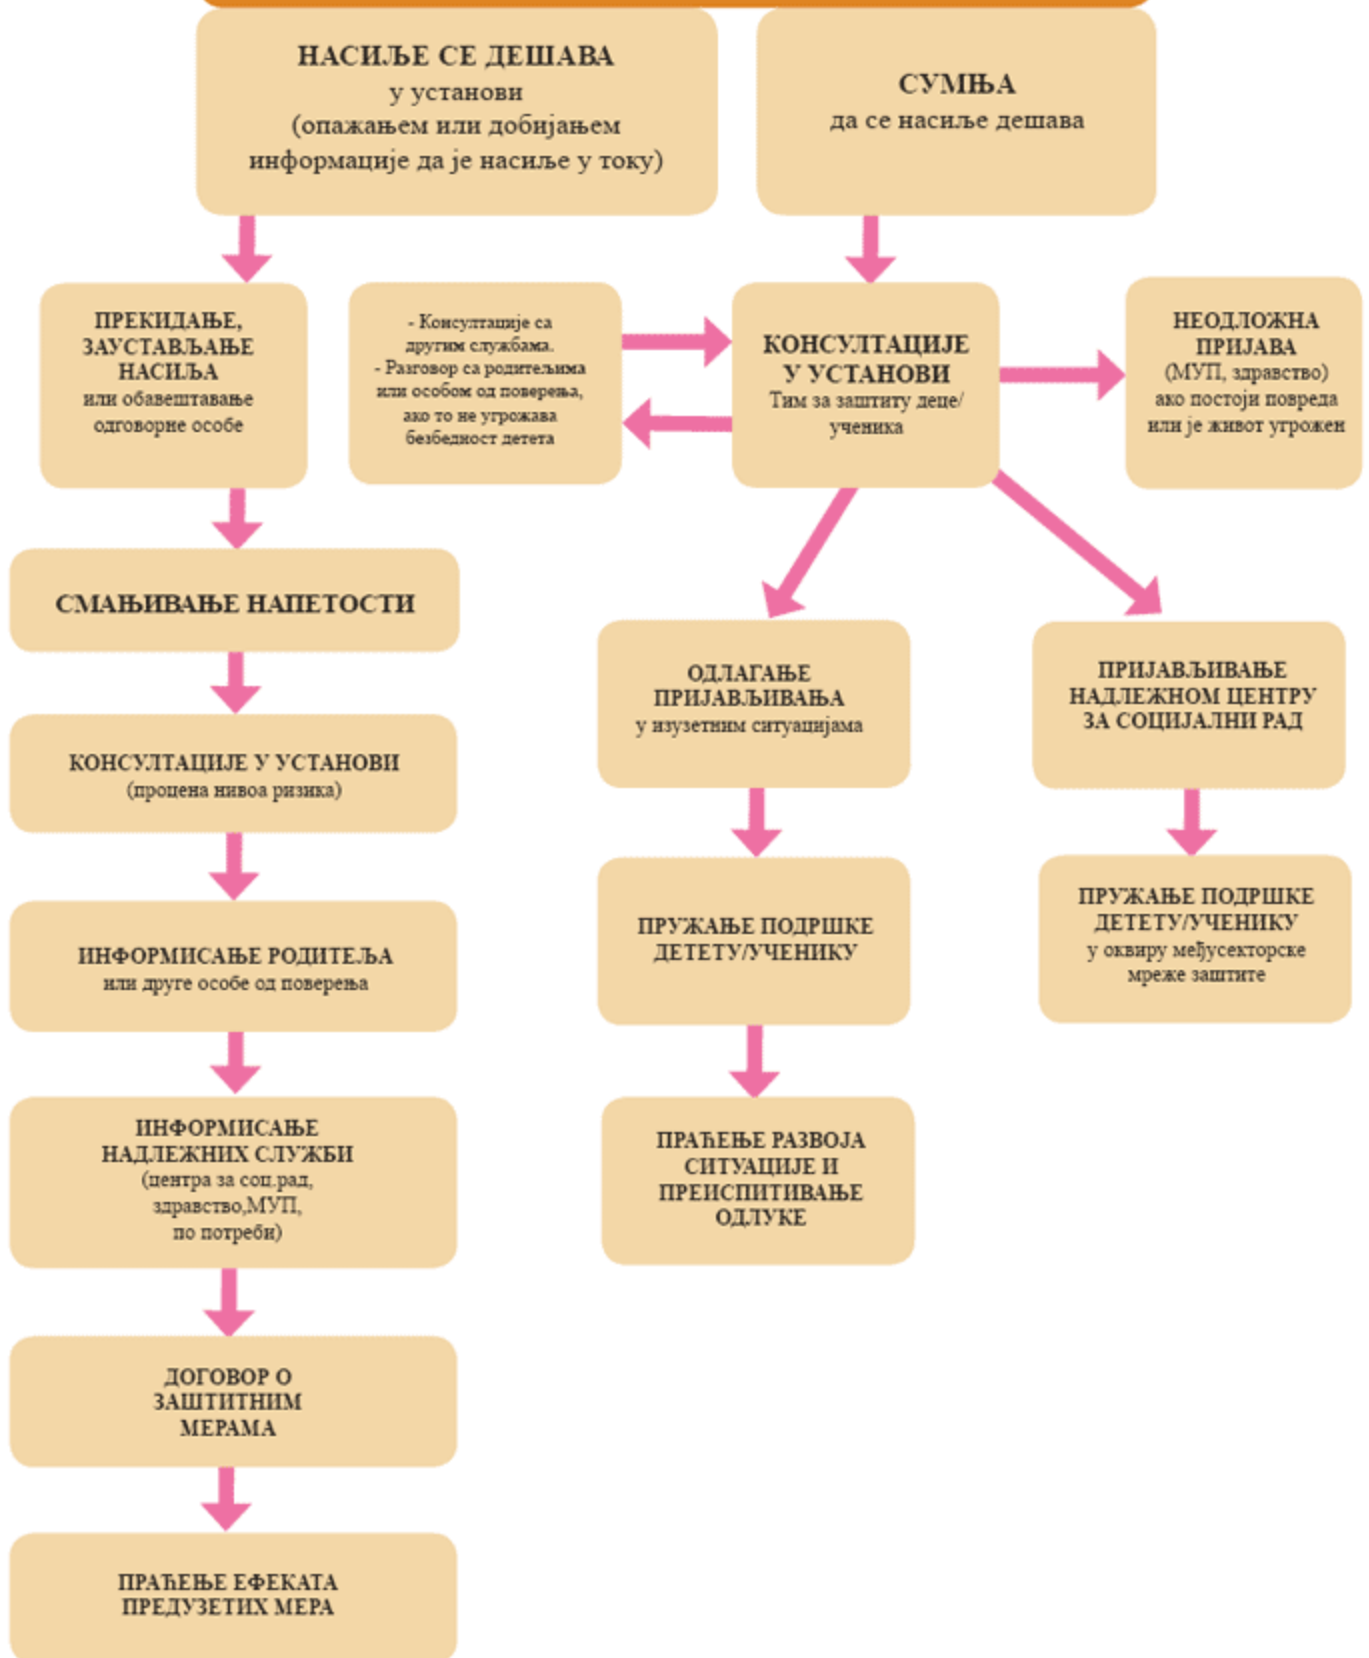 НАСИЉЕ СЕ ДЕШАВА
у установи
(опажањем или добијањем
информације да је насиље у току)
СУМЊА
да се насиље дешава
ПРЕКИДАЊЕ,
ЗАУСТАВЉАЊЕ
НАСИЉА
или обавештавање
одговорне особе
- Консултације са
другим службама.
- Разговор са родитељима
или особом од поверења,
ако то не угрожава
безбедност детета
КОНСУЛТАЦИЈЕ
У УСТАНОВИ
Тим за заштиту деце/
ученика
НЕОДЛОЖНА
ПРИЈАВА
(МУП, здравство)
ако постоји повреда
или је живот угрожен
СМАЊИВАЊЕ НАПЕТОСТИ
КОНСУЛТАЦИЈЕ У УСТАНОВИ
(процена нивоа ризика)
ИНФОРМИСАЊЕ РОДИТЕЉА
или друге особе од поверења
ИНФОРМИСАЊЕ
НАДЛЕЖНИХ СЛУЖБИ
(центра за соц.рад,
здравство,МУП,
по потреби)
ДОГОВОР О
ЗАШТИТНИМ
МЕРАМА
ПРАЋЕЊЕ ЕФЕКАТА
ПРЕДУЗЕТИХ МЕРА
ОДЛАГАЊЕ
ПРИЈАВЉИВАЊА
у изузетним ситуацијама
ПРУЖАЊЕ ПОДРШКЕ
ДЕТЕТУ/УЧЕНИКУ
ПРАЋЕЊЕ РАЗВОЈА
СИТУАЦИЈЕ И
ПРЕИСПИТИВАЊЕ
ОДЛУКЕ
ПРИЈАВЉИВАЊЕ
НАДЛЕЖНОМ ЦЕНТРУ
ЗА СОЦИЈАЛНИ РАД
ПРУЖАЊЕ ПОДРШКЕ
ДЕТЕТУ/УЧЕНИКУ
у оквиру међусекторске
мреже заштите